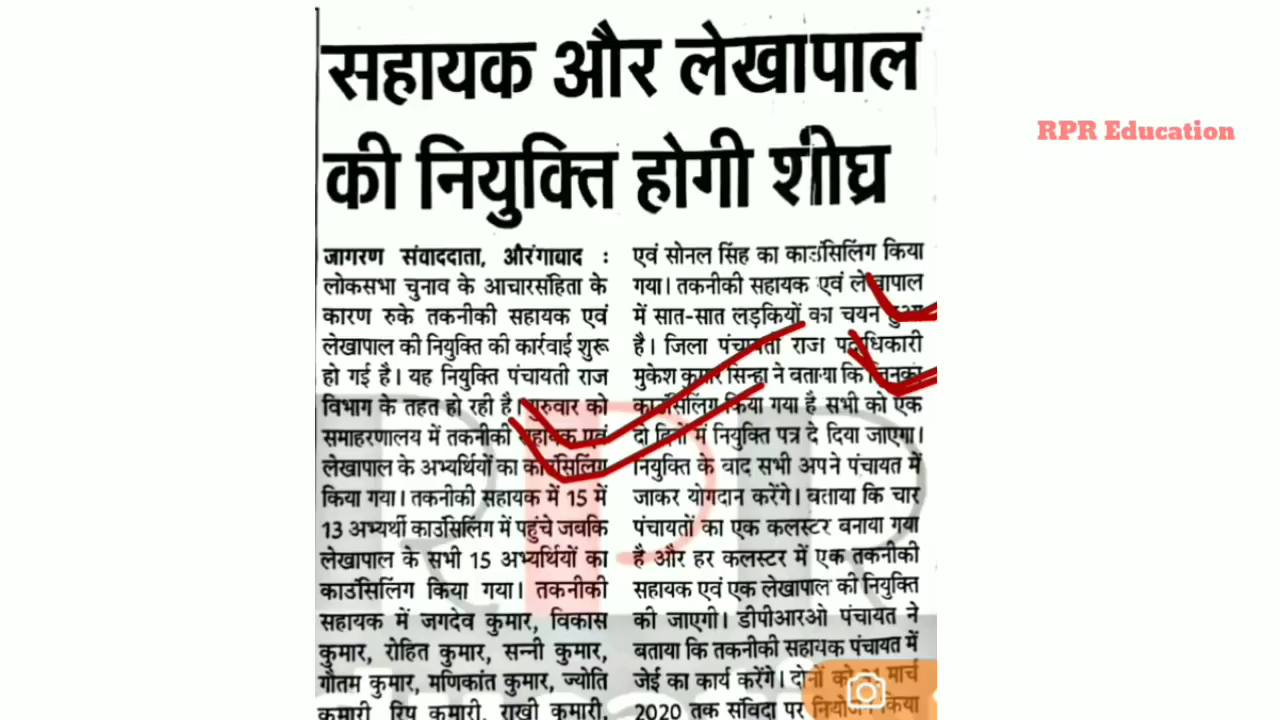 सहायक और लेखापाल
की नियुक्ति होगी शीघ्र
RPR Education
जागरण संवाददाता, औरंगाबाद :
लोकसभा चुनाव के आचारसंहिता के
कारण रुके तकनीकी सहायक एवं
लेखापाल की नियुक्ति की कार्रवाई शुरू
हो गई है। यह नियुक्ति पंचायती राज
विभाग के तहत हो रही है। गुरुवार को
समाहरणालय में तकनीकी सहायक एवं
लेखापाल के अभ्यर्थियों का काउंसिलिंग
किया गया। तकनीकी सहायक में 15 में
13 अभ्यर्थी काउंसिलिंग में पहुंचे जबकि
लेखापाल के सभी 15 अभ्यर्थियों का
काउंसिलिंग किया गया। तकनीकी
सहायक में जगदेव कुमार, विकास
कुमार, रोहित कुमार, सन्नी कुमार,
गौतम कुमार, मणिकांत कुमार, ज्योति
कुमारी, रिपु कुमारी, राखी कुमारी,
एवं सोनल सिंह का काउंसिलिंग किया
गया। तकनीकी सहायक एवं लेखापाल
में सात-सात लड़कियों का चयन हुआ
है। जिला पंचायती राज पदाधिकारी
मुकेश कुमार सिन्हा ने बताया कि जिनका
काउंसिलिंग किया गया है सभी को एक
दो दिनों में नियुक्ति पत्र दे दिया जाएगा।
नियुक्ति के बाद सभी अपने पंचायत में
जाकर योगदान करेंगे। बताया कि चार
पंचायतों का एक कलस्टर बनाया गया
है और हर कलस्टर में एक तकनीकी
सहायक एवं एक लेखापाल की नियुक्ति
की जाएगी। डीपीआरओ पंचायत ने
बताया कि तकनीकी सहायक पंचायत में
जेई का कार्य करेंगे। दोनों को 31 मार्च
2020 तक संविदा पर नियोजन किया
RPR